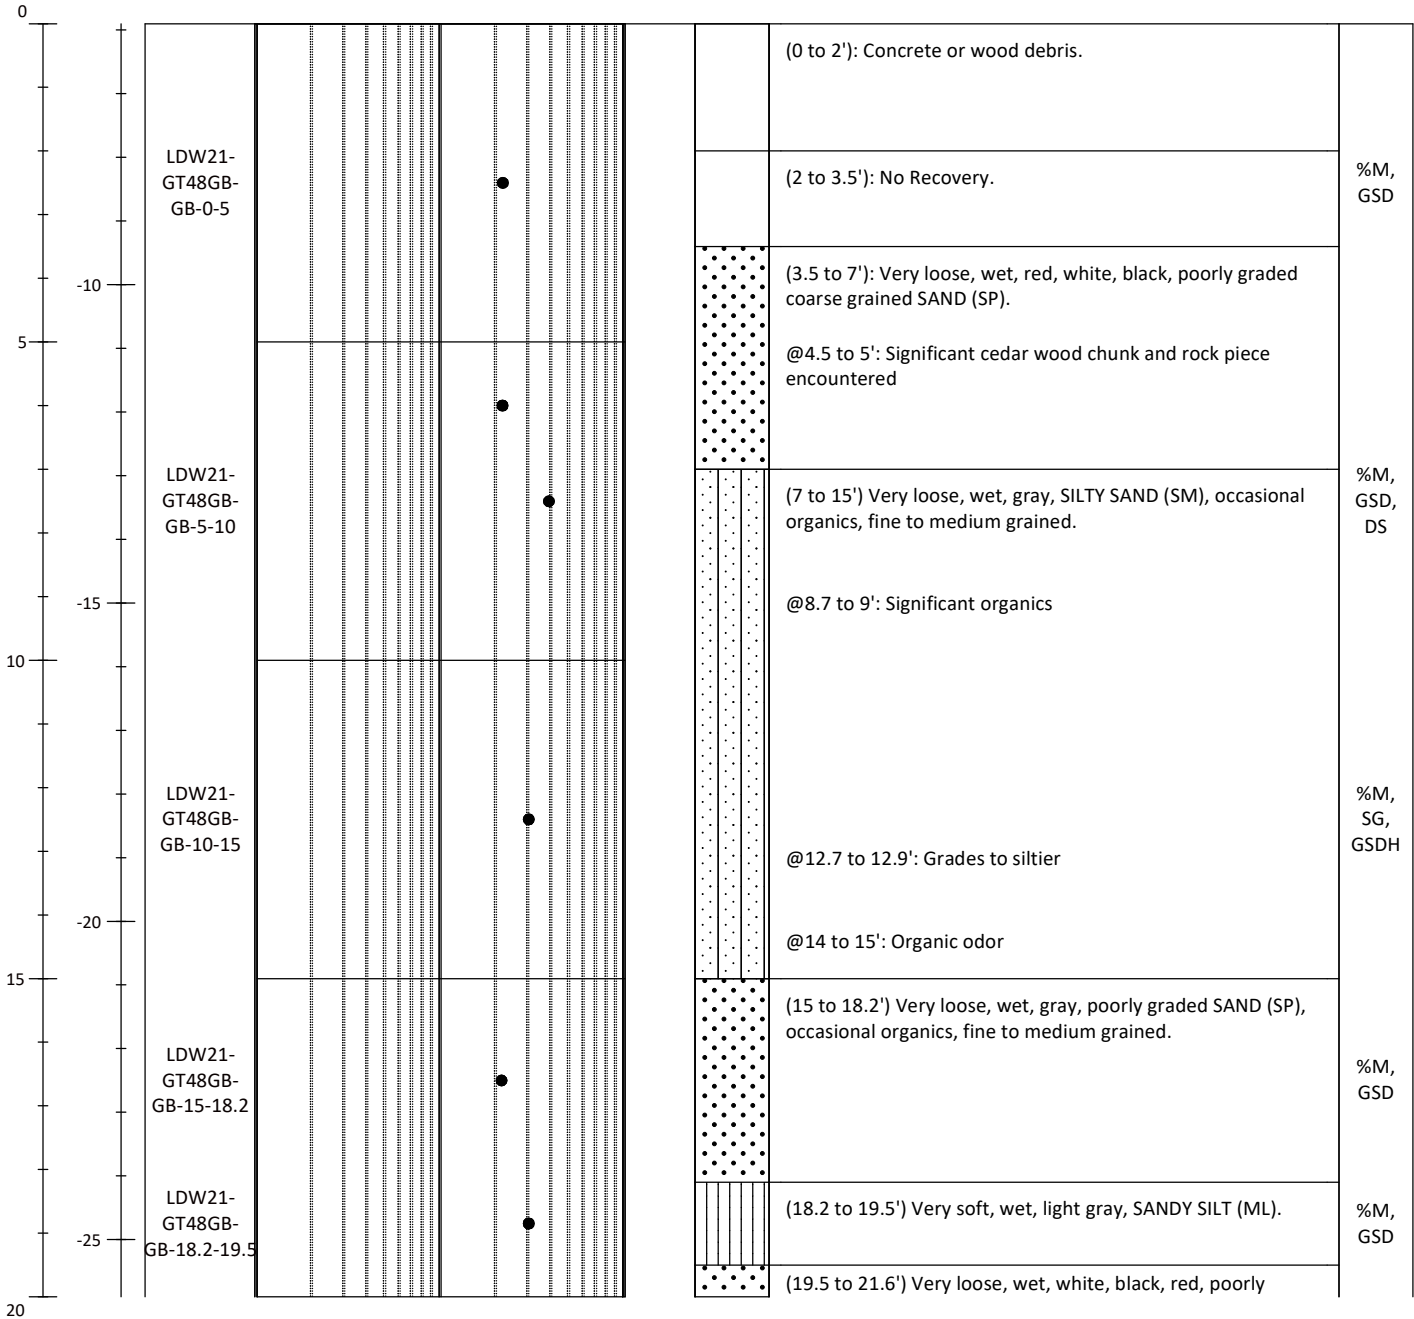 0
(0 to 2'): Concrete or wood debris.
LDW21-
GT48GB-
GB-0-5
(2 to 3.5'): No Recovery.
%M,
GSD
-10
(3.5 to 7'): Very loose, wet, red, white, black, poorly graded
coarse grained SAND (SP).
5
@4.5 to 5': Significant cedar wood chunk and rock piece
encountered
LDW21-
GT48GB-
GB-5-10
(7 to 15') Very loose, wet, gray, SILTY SAND (SM), occasional
organics, fine to medium grained.
%M,
GSD,
DS
-15
@8.7 to 9': Significant organics
10
LDW21-
GT48GB-
GB-10-15
%M,
SG,
GSDH
@12.7 to 12.9': Grades to siltier
-20
@14 to 15': Organic odor
15
(15 to 18.2') Very loose, wet, gray, poorly graded SAND (SP),
occasional organics, fine to medium grained.
LDW21-
GT48GB-
GB-15-18.2
%M,
GSD
LDW21-
GT48GB-
GB-18.2-19.5
(18.2 to 19.5') Very soft, wet, light gray, SANDY SILT (ML).
%M,
GSD
-25
(19.5 to 21.6') Very loose, wet, white, black, red, poorly
20